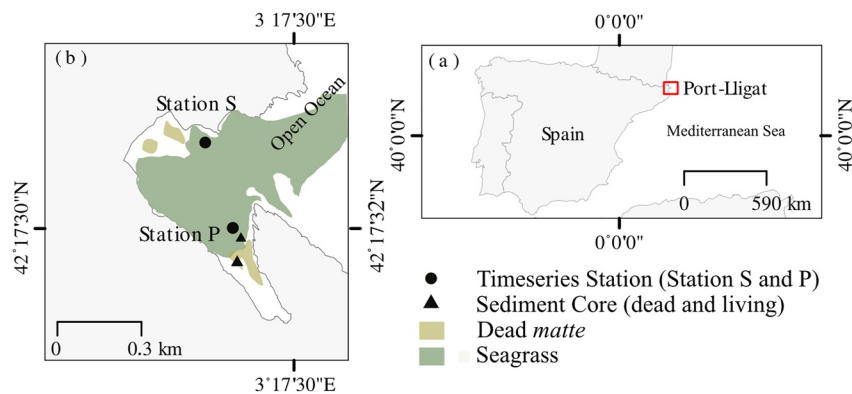 3 17'30"E
(b)
Station S
Open Ocean
Station P
42°17'30"N
42°17'32"N
0 0.3 km
3°17'30"E
0°0'0"
(a)
Port-Lligat
Spain
Mediterranean Sea
40°0'0"N
40°0'0"N
0 590 km
0°0'0"
Timeseries Station (Station S and P)
Sediment Core (dead and living)
Dead matte
Seagrass